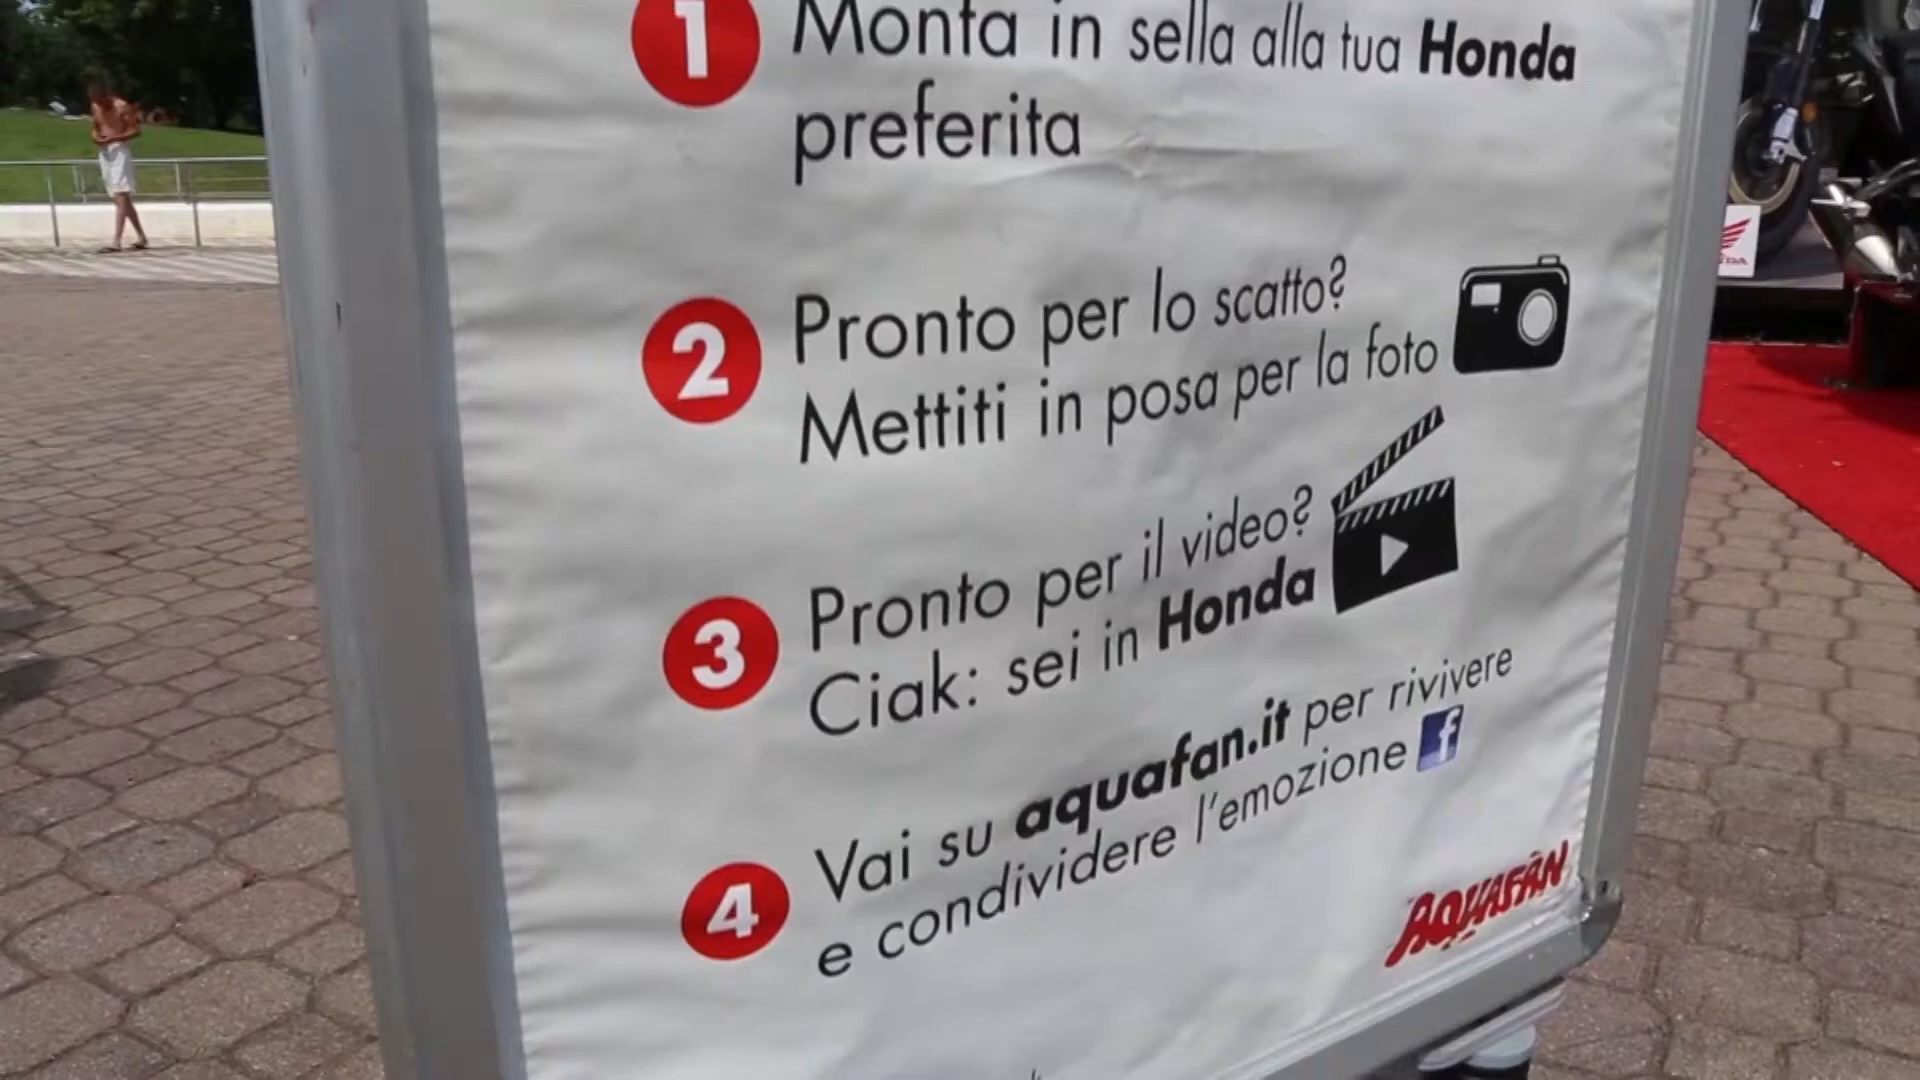 1 Monta in sella alla tua Honda
preferita
2 Pronto per lo scatto?
Mettiti in posa per la foto
3 Pronto per il video?
Ciak: sei in Honda
4 Vai su aquafan.it per rivivere
e condividere l'emozione f
AQUAFAN
HONDA